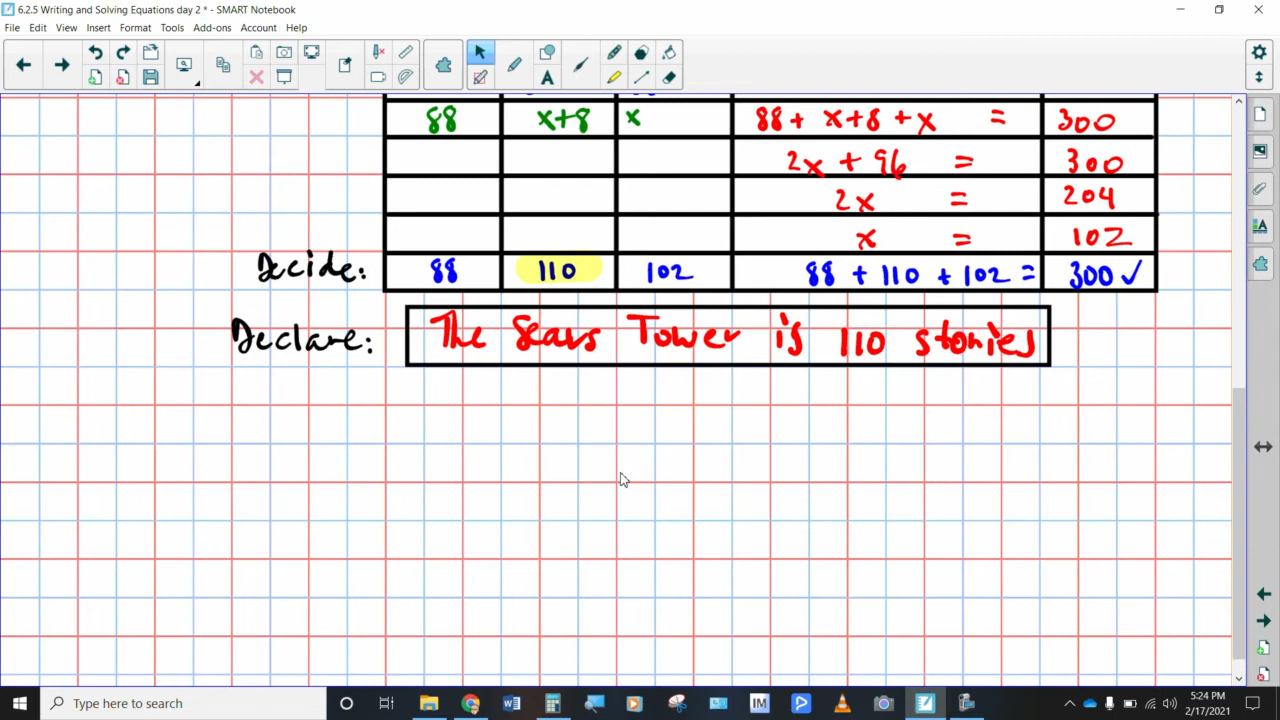 6.2.5 Writing and Solving Equations day 2 * - SMART Notebook
File Edit View Insert Format Tools Add-ons Account Help
88 x+8 x 88 + x+8 + x = 300
2x + 96 = 300
2x = 204
x = 102
Decide: 88 110 102 88 + 110 + 102 = 300 ✓
Declare: The Sears Tower is 110 stories
Type here to search
5:24 PM
2/17/2021